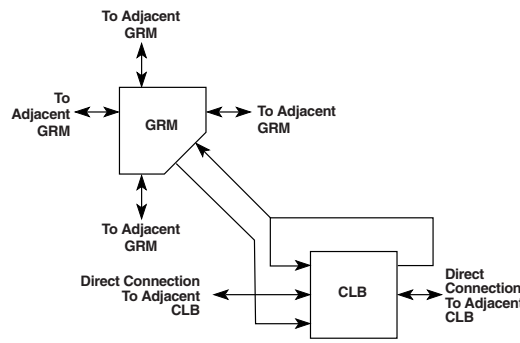 To Adjacent
GRM
To
Adjacent
GRM
GRM
To Adjacent
GRM
To Adjacent
GRM
Direct Connection
To Adjacent
CLB
CLB
Direct
Connection
To Adjacent
CLB